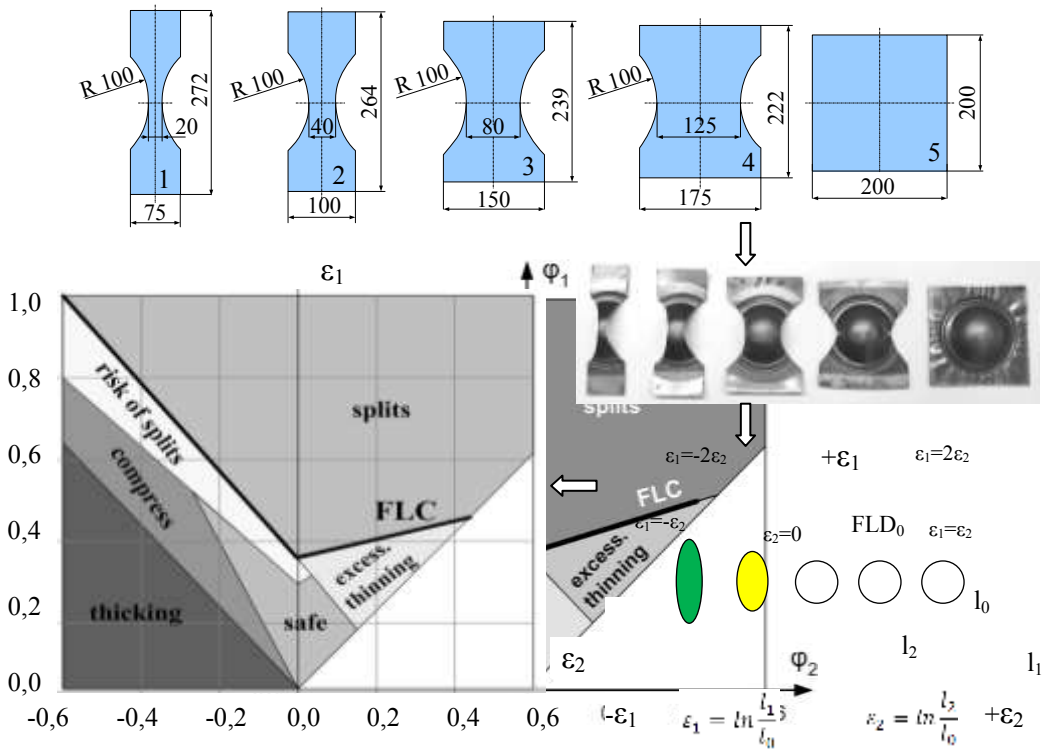 R 100
272
20
1
75
R 100
264
40
2
100
R 100
239
80
3
150
R 100
222
125
4
175
200
5
200
ε1
φ1
1,0
0,8
0,6
0,4
0,2
0,0
risk of splits
splits
compress
FLC
excess.
thinning
thicking
safe
-0,6
-0,4
-0,2
0,0
0,2
0,4
0,6
splits
ε1=-2ε2
+ε1
ε1=2ε2
FLC
ε1=-ε2
ε2=0
FLD0
ε1=ε2
excess.
thinning
l0
l2
l1
ε2
φ2
(-ε1
ε1 = ln l1/l0
6
ε2 = ln l2/l0
+ε2